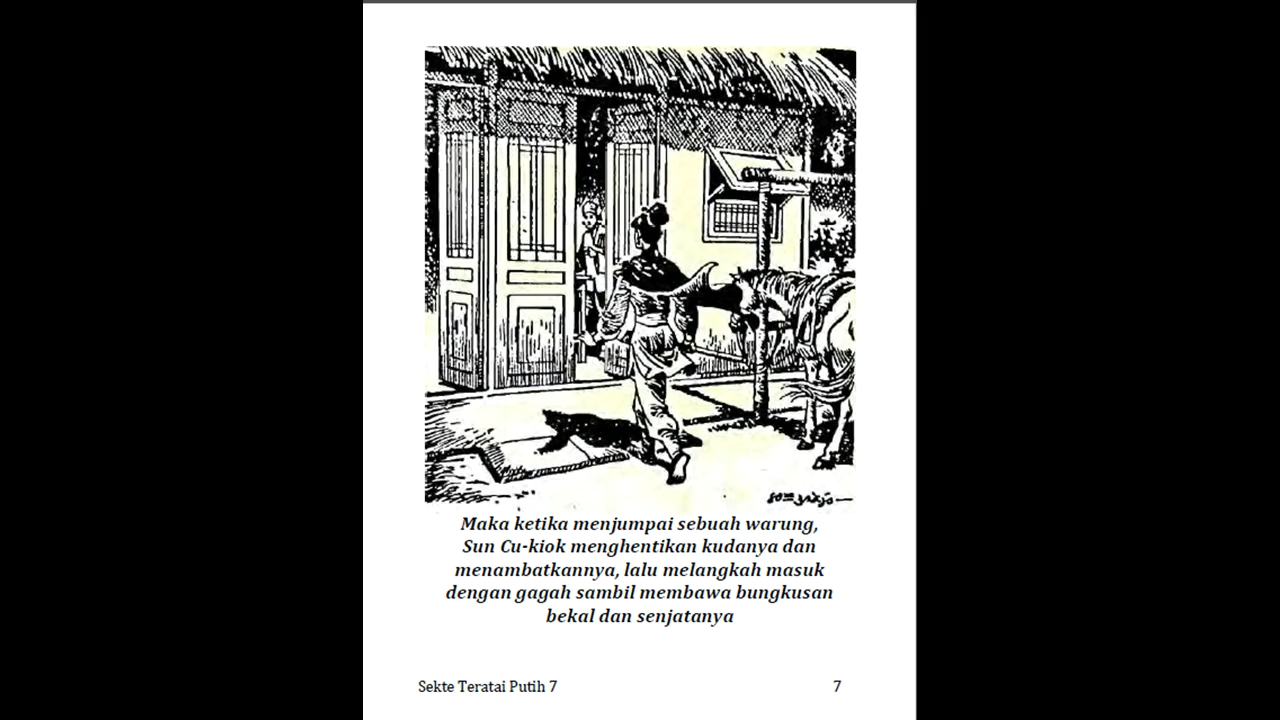 Maka ketika menjumpai sebuah warung,
Sun Cu-kiok menghentikan kudanya dan
menambatkannya, lalu melangkah masuk
dengan gagah sambil membawa bungkusan
bekal dan senjatanya
Sekte Teratai Putih 7
7